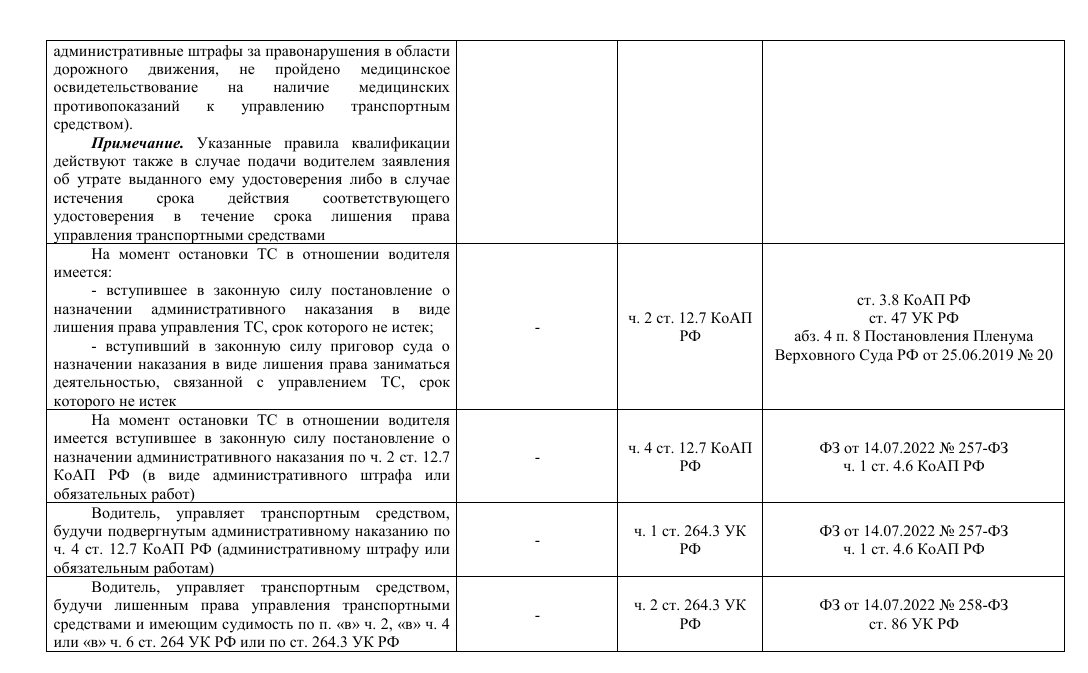 административные штрафы за правонарушения в области
дорожного движения, не пройдено медицинское
освидетельствование на наличие медицинских
противопоказаний к управлению транспортным
средством).
Примечание. Указанные правила квалификации
действуют также в случае подачи водителем заявления
об утрате выданного ему удостоверения либо в случае
истечения срока действия соответствующего
удостоверения в течение срока лишения права
управления транспортными средствами
На момент остановки ТС в отношении водителя
имеется:
- вступившее в законную силу постановление о
назначении административного наказания в виде
лишения права управления ТС, срок которого не истек;
- вступивший в законную силу приговор суда о
назначении наказания в виде лишения права заниматься
деятельностью, связанной с управлением ТС, срок
которого не истек
-
ч. 2 ст. 12.7 КоАП
РФ
ст. 3.8 КоАП РФ
ст. 47 УК РФ
абз. 4 п. 8 Постановления Пленума
Верховного Суда РФ от 25.06.2019 № 20
На момент остановки ТС в отношении водителя
имеется вступившее в законную силу постановление о
назначении административного наказания по ч. 2 ст. 12.7
КоАП РФ (в виде административного штрафа или
обязательных работ)
-
ч. 4 ст. 12.7 КоАП
РФ
ФЗ от 14.07.2022 № 257-ФЗ
ч. 1 ст. 4.6 КоАП РФ
Водитель, управляет транспортным средством,
будучи подвергнутым административному наказанию по
ч. 4 ст. 12.7 КоАП РФ (административному штрафу или
обязательным работам)
-
ч. 1 ст. 264.3 УК
РФ
ФЗ от 14.07.2022 № 257-ФЗ
ч. 1 ст. 4.6 КоАП РФ
Водитель, управляет транспортным средством,
будучи лишенным права управления транспортными
средствами и имеющим судимость по п. «в» ч. 2, «в» ч. 4
или «в» ч. 6 ст. 264 УК РФ или по ст. 264.3 УК РФ
-
ч. 2 ст. 264.3 УК
РФ
ФЗ от 14.07.2022 № 258-ФЗ
ст. 86 УК РФ